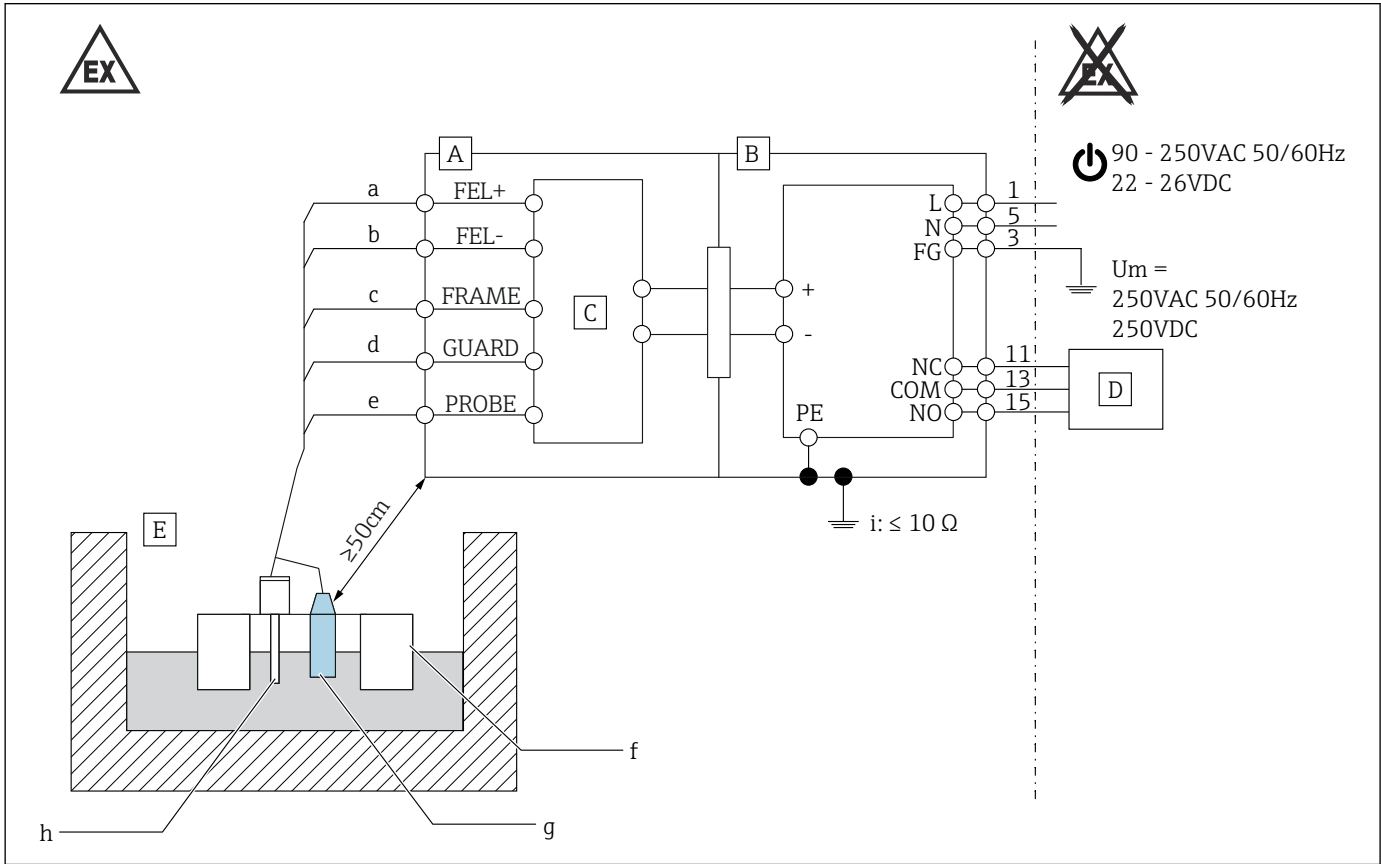 EX
EX
90 - 250VAC 50/60Hz
22 - 26VDC
A
B
a
FEL+
L
1
b
FEL-
N
5
FG
3
Um =
250VAC 50/60Hz
250VDC
c
FRAME
C
+
-
d
GUARD
NC
11
COM
13
D
e
PROBE
PE
NO
15
E
≥50cm
i: ≤ 10 Ω
f
h
g